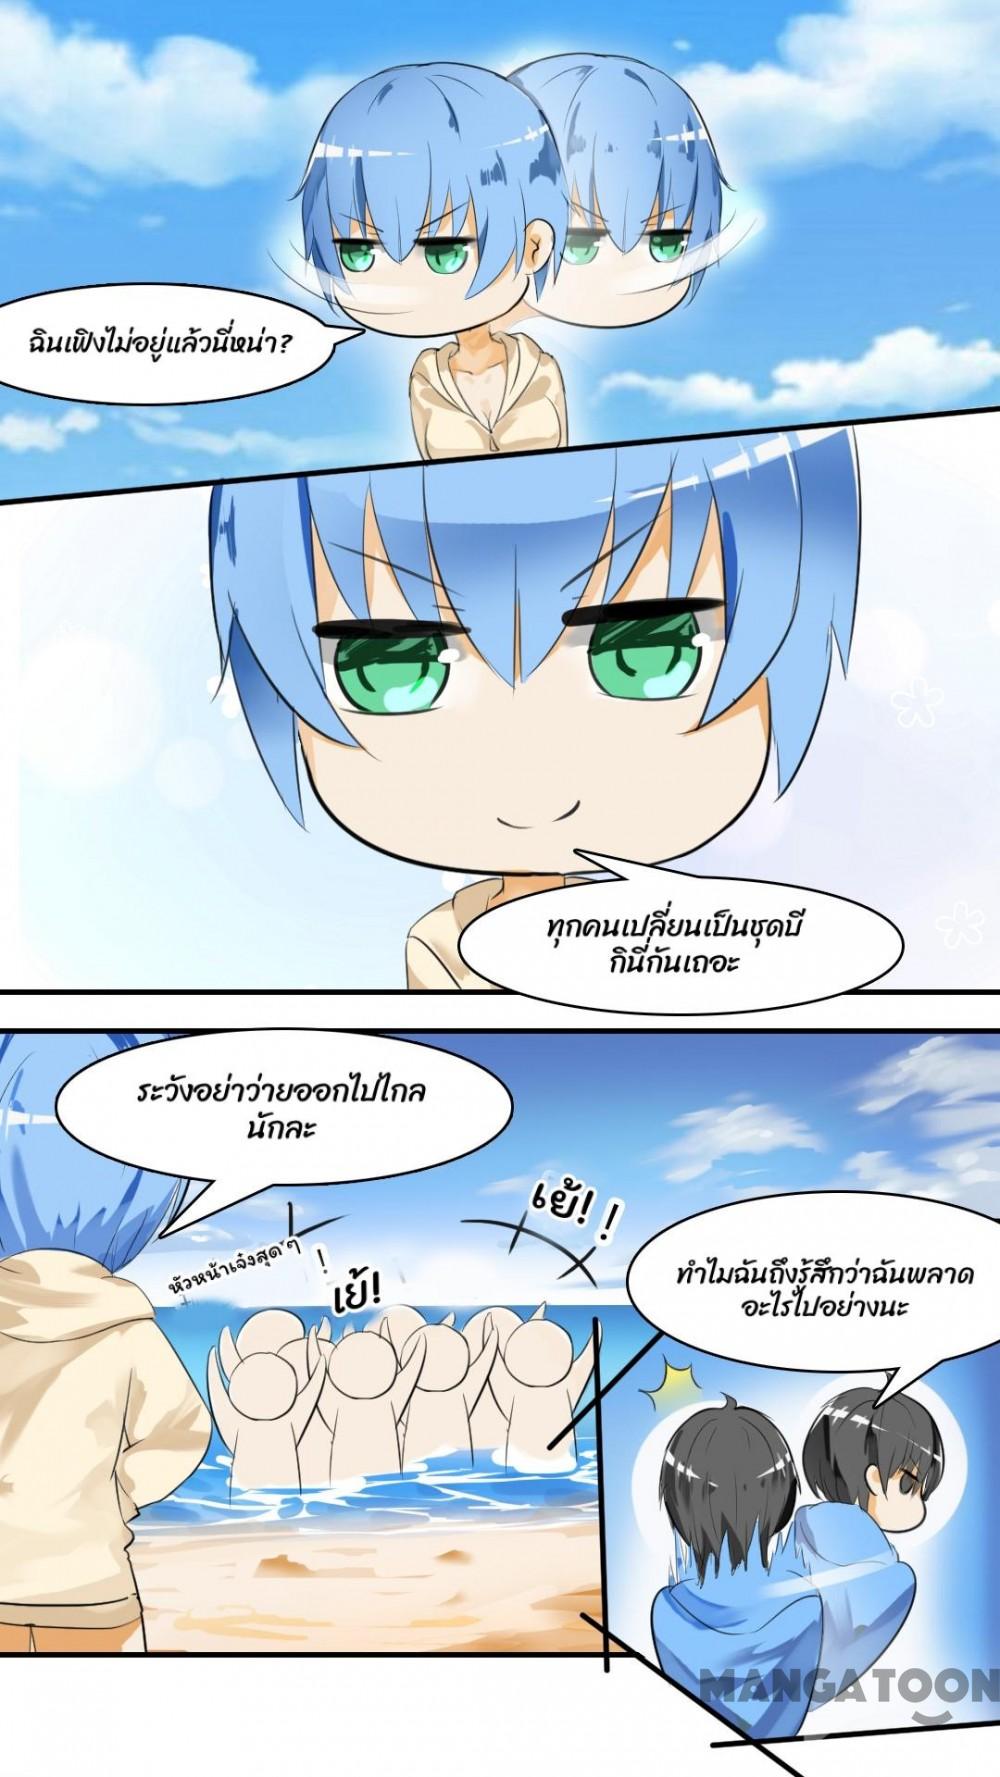 ฉินเฟิงไม่อยู่แล้วนี่หน่า?
ทุกคนเปลี่ยนเป็นชุดบี
กินี่กันเถอะ
ระวังอย่าว่ายออกไปไกล
นักละ
เย้! !
หัวหน้าเจ๋งสุดๆ !
เย้!
ทำไมฉันถึงรู้สึกว่าฉันพลาด
อะไรไปอย่างนะ
MANGATOON